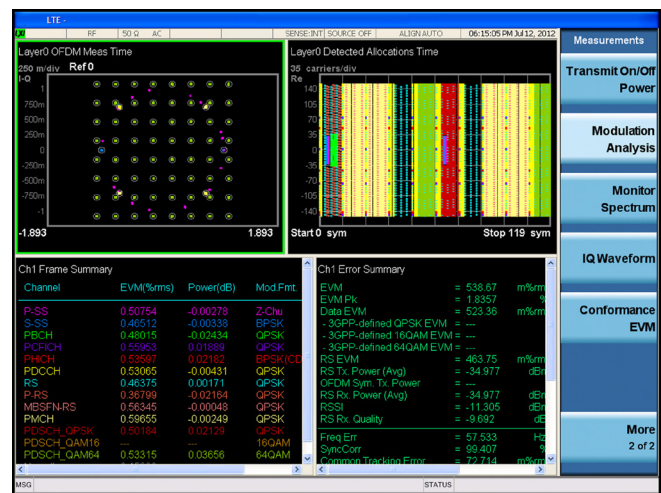 LTE -
RF 50 Ω AC SENSE:INT SOURCE OFF ALIGN AUTO 06:15:05 PM Jul 12, 2012
Measurements
Transmit On/Off
Power
Modulation
Analysis
Monitor
Spectrum
IQ Waveform
Conformance
EVM
More
2 of 2
Layer0 OFDM Meas Time
250 m/div Ref 0
I-Q
1
750m
500m
0
-250m
-500m
-750m
-1
-1.893 1.893
Layer0 Detected Allocations Time
35 carriers/div
Re
140
105
70
35
0
-35
-70
-105
-140
Start 0 sym Stop 119 sym
Ch1 Frame Summary
Channel EVM(%rms) Power(dB) Mod.Fmt.
P-SS 0.50754 -0.00278 Z-Chu
S-SS 0.46512 -0.00338 BPSK
PBCH 0.48015 -0.02434 QPSK
PCFICH 0.55953 0.01889 QPSK
PHICH 0.53597 0.02182 BPSK(CD
PDCCH 0.53065 -0.00431 QPSK
RS 0.46375 0.00171 QPSK
P-RS 0.36799 -0.02164 QPSK
MBSFN-RS 0.56345 -0.00048 QPSK
PMCH 0.59655 -0.00249 QPSK
PDSCH_QPSK 0.50184 0.02129 QPSK
PDSCH_QAM16 --- --- 16QAM
PDSCH_QAM64 0.53315 0.03656 64QAM
Ch1 Error Summary
EVM = 538.67 m%rm
EVM Pk = 1.8357 %
Data EVM = 523.36 m%rm
- 3GPP-defined QPSK EVM = ---
- 3GPP-defined 16QAM EVM = ---
- 3GPP-defined 64QAM EVM = ---
RS EVM = 463.75 m%rm
RS Tx. Power (Avg) = -34.977 dBr
OFDM Sym. Tx. Power = ---
RS Rx. Power (Avg) = -34.977 dBr
RSSI = -11.305 dBr
RS Rx. Quality = -9.692 dE
Freq Err = 57.533 Hz
SyncCorr = 99.407 %
Common Tracking Error = 72.714 m%rm
MSG STATUS